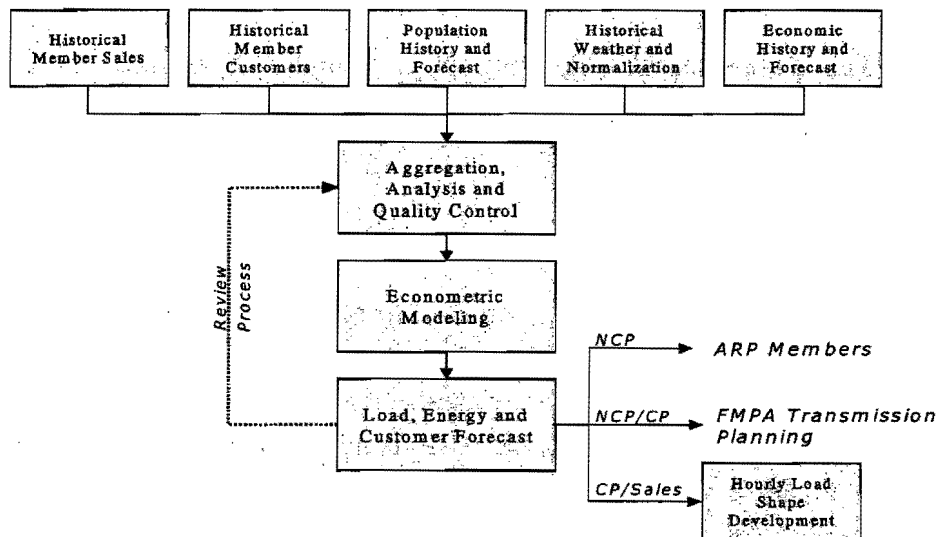 Historical
Member Sales
Historical
Member
Customers
Population
History and
Forecast
Historical
Weather and
Normalization
Economic
History and
Forecast
Aggregation,
Analysis and
Quality Control
Review
Process
Econometric
Modeling
NCP
ARP Members
Load, Energy and
Customer Forecast
NCP/CP
FMPA Transmission
Planning
CP/Sales
Hourly Load
Shape
Development